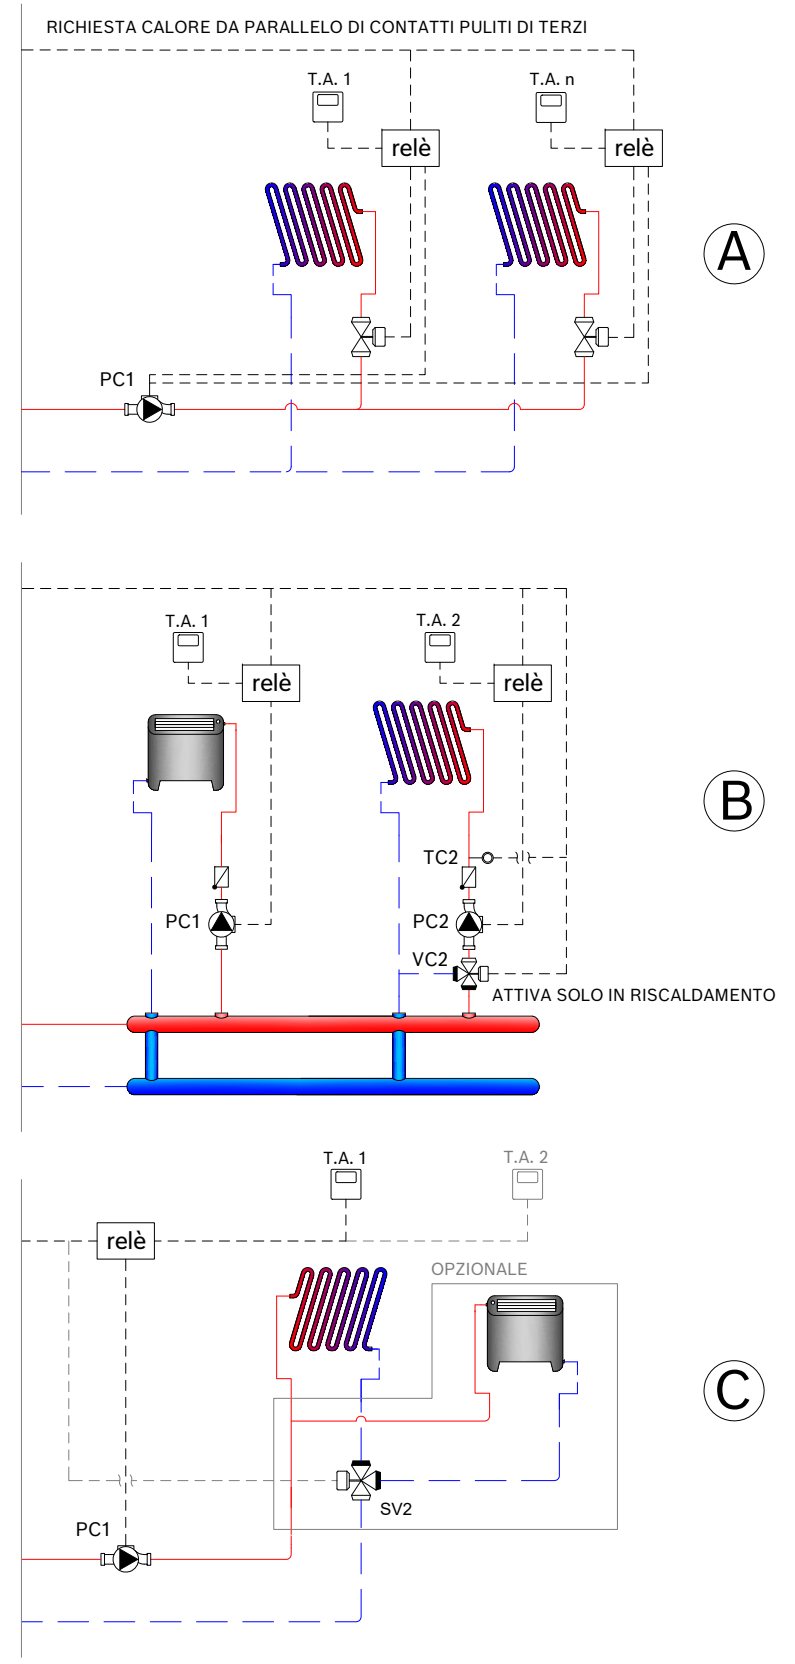 RICHIESTA CALORE DA PARALLELO DI CONTATTI PULITI DI TERZI
T.A. 1
T.A. n
relè
relè
A
PC1
T.A. 1
T.A. 2
relè
relè
B
TC2
PC1
PC2
VC2
ATTIVA SOLO IN RISCALDAMENTO
T.A. 1
T.A. 2
relè
OPZIONALE
C
SV2
PC1